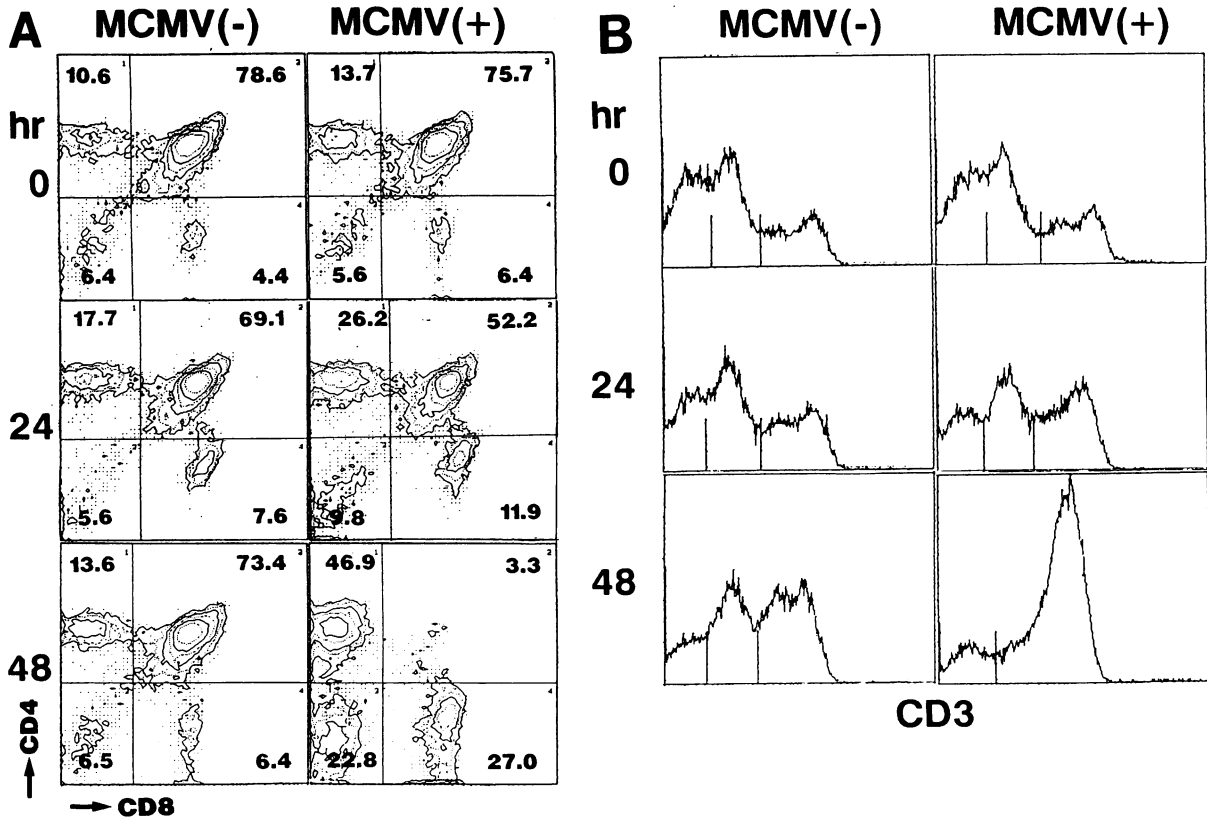 A MCMV(-) MCMV(+)
10.6 78.6 13.7 75.7
hr
0
6.4 4.4 5.6 6.4
17.7 69.1 26.2 52.2
24
5.6 7.6 9.8 11.9
13.6 73.4 46.9 3.3
48
6.5 6.4 22.8 27.0
CD4
CD8
B MCMV(-) MCMV(+)
hr
0
24
48
CD3